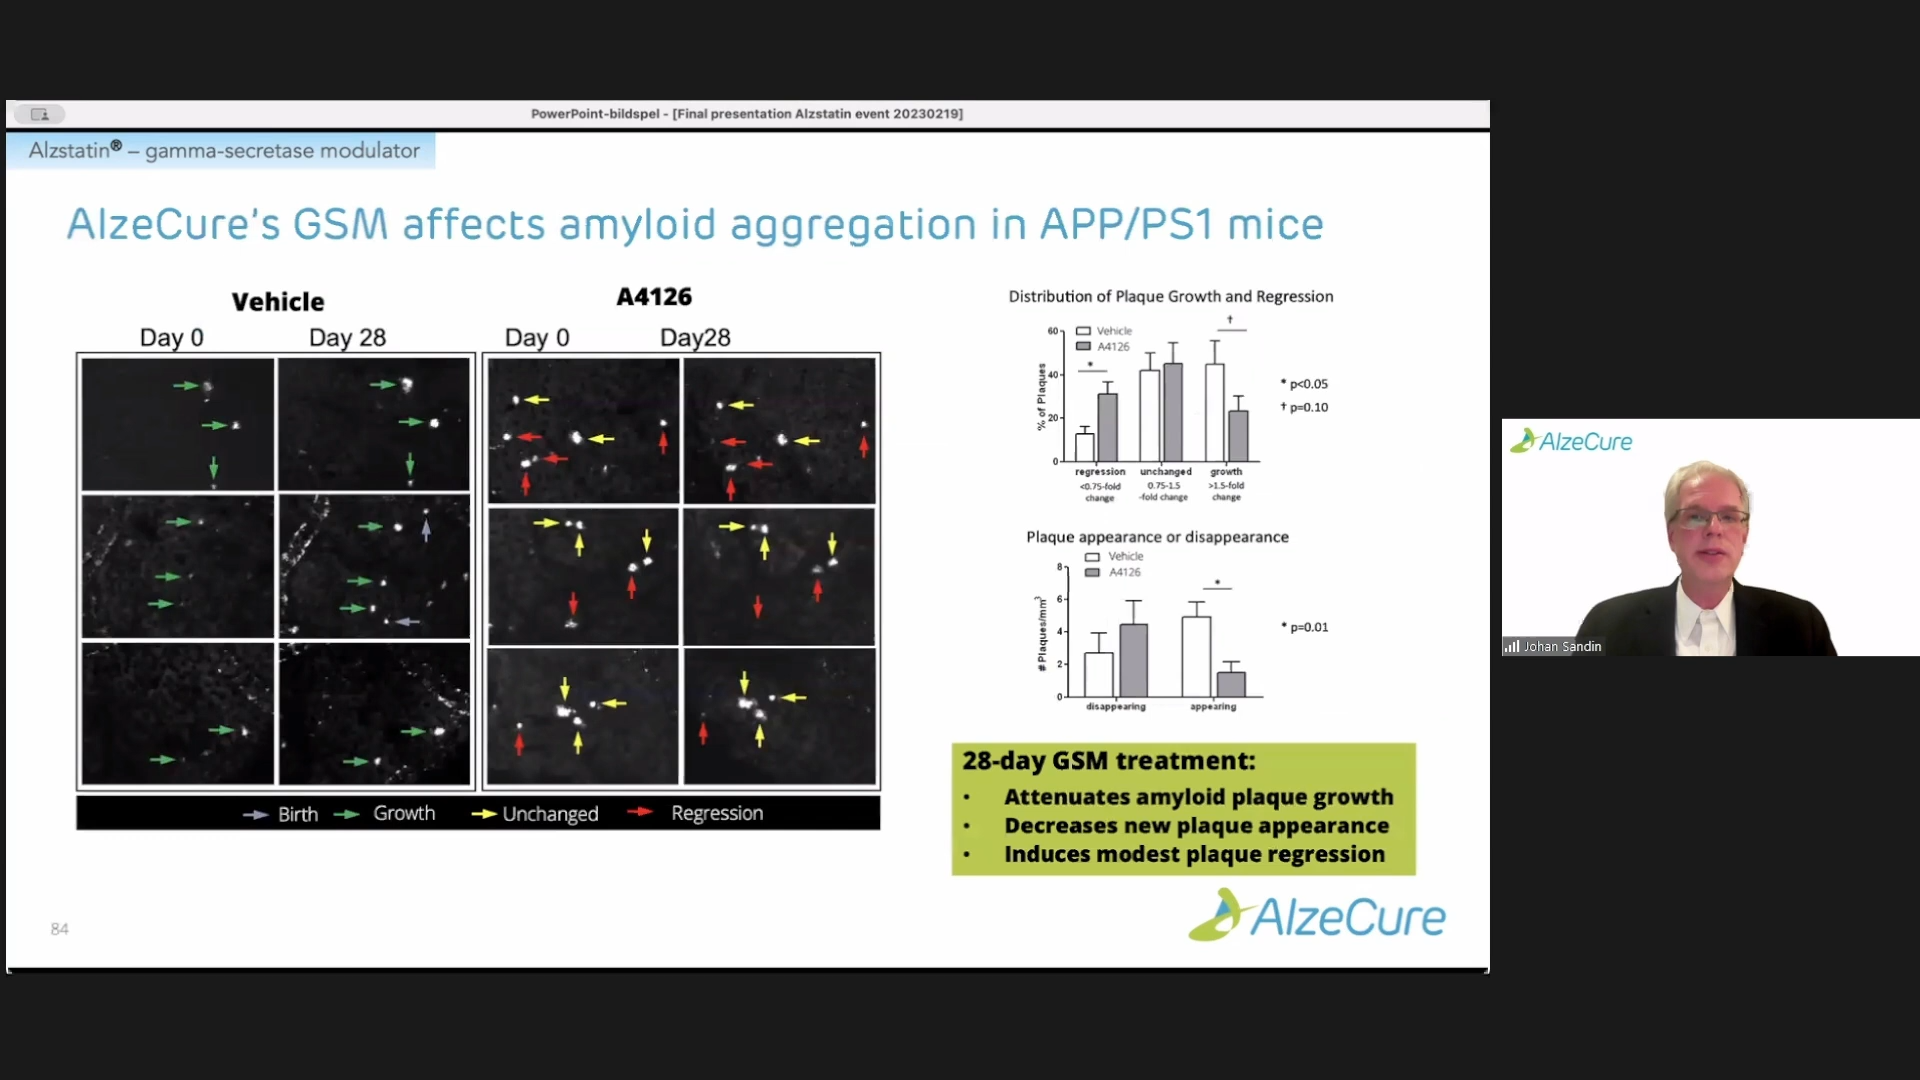 PowerPoint-bildspel - [Final presentation Alzstatin event 20230219]
Alzstatin® – gamma-secretase modulator
AlzeCure's GSM affects amyloid aggregation in APP/PS1 mice
Vehicle
A4126
Day 0
Day 28
Day 0
Day28
Birth
Growth
Unchanged
Regression
Distribution of Plaque Growth and Regression
Vehicle
A4126
% of Plaques
60
40
20
0
*
†
regression
<0.75-fold
change
unchanged
0.75-1.5
-fold change
growth
>1.5-fold
change
* p<0.05
† p=0.10
Plaque appearance or disappearance
Vehicle
A4126
# Plaques/mm³
8
6
4
2
0
*
disappearing
appearing
* p=0.01
28-day GSM treatment:
• Attenuates amyloid plaque growth
• Decreases new plaque appearance
• Induces modest plaque regression
84
AlzeCure
AlzeCure
Johan Sandin